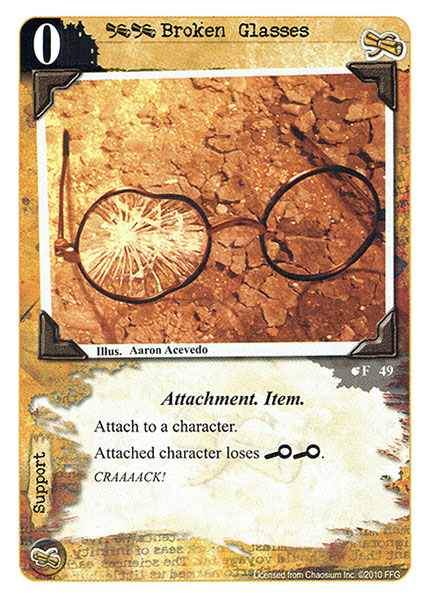 0
Broken Glasses
Illus. Aaron Acevedo
F 49
Attachment. Item.
Attach to a character.
Attached character loses .
CRAAAACK!
Support
Licensed from Chaosium Inc. ©2010 FFG